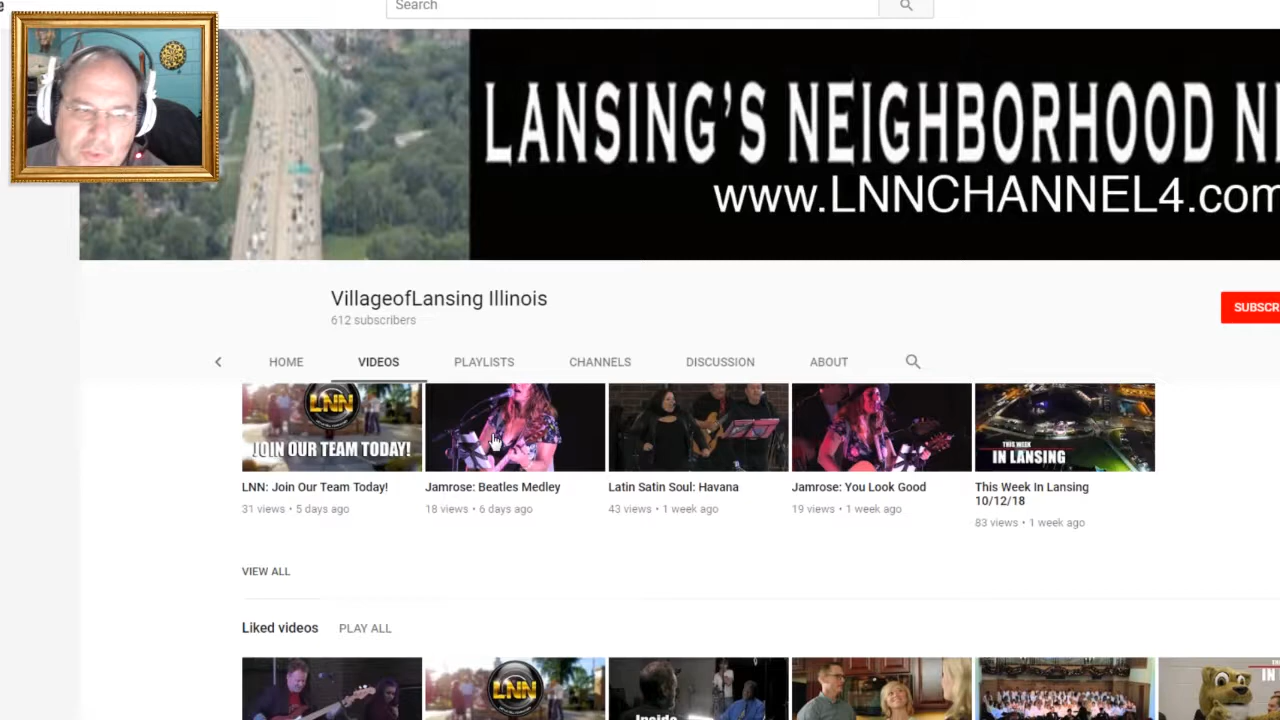 Search
LANSING'S NEIGHBORHOOD
www.LNNCHANNEL4.com
VillageofLansing Illinois
612 subscribers
SUBSCR
HOME
VIDEOS
PLAYLISTS
CHANNELS
DISCUSSION
ABOUT
LNN
JOIN OUR TEAM TODAY!
THIS WEEK
IN LANSING
LNN: Join Our Team Today!
31 views • 5 days ago
Jamrose: Beatles Medley
18 views • 6 days ago
Latin Satin Soul: Havana
43 views • 1 week ago
Jamrose: You Look Good
19 views • 1 week ago
This Week In Lansing
10/12/18
83 views • 1 week ago
VIEW ALL
Liked videos
PLAY ALL
LNN
Inside